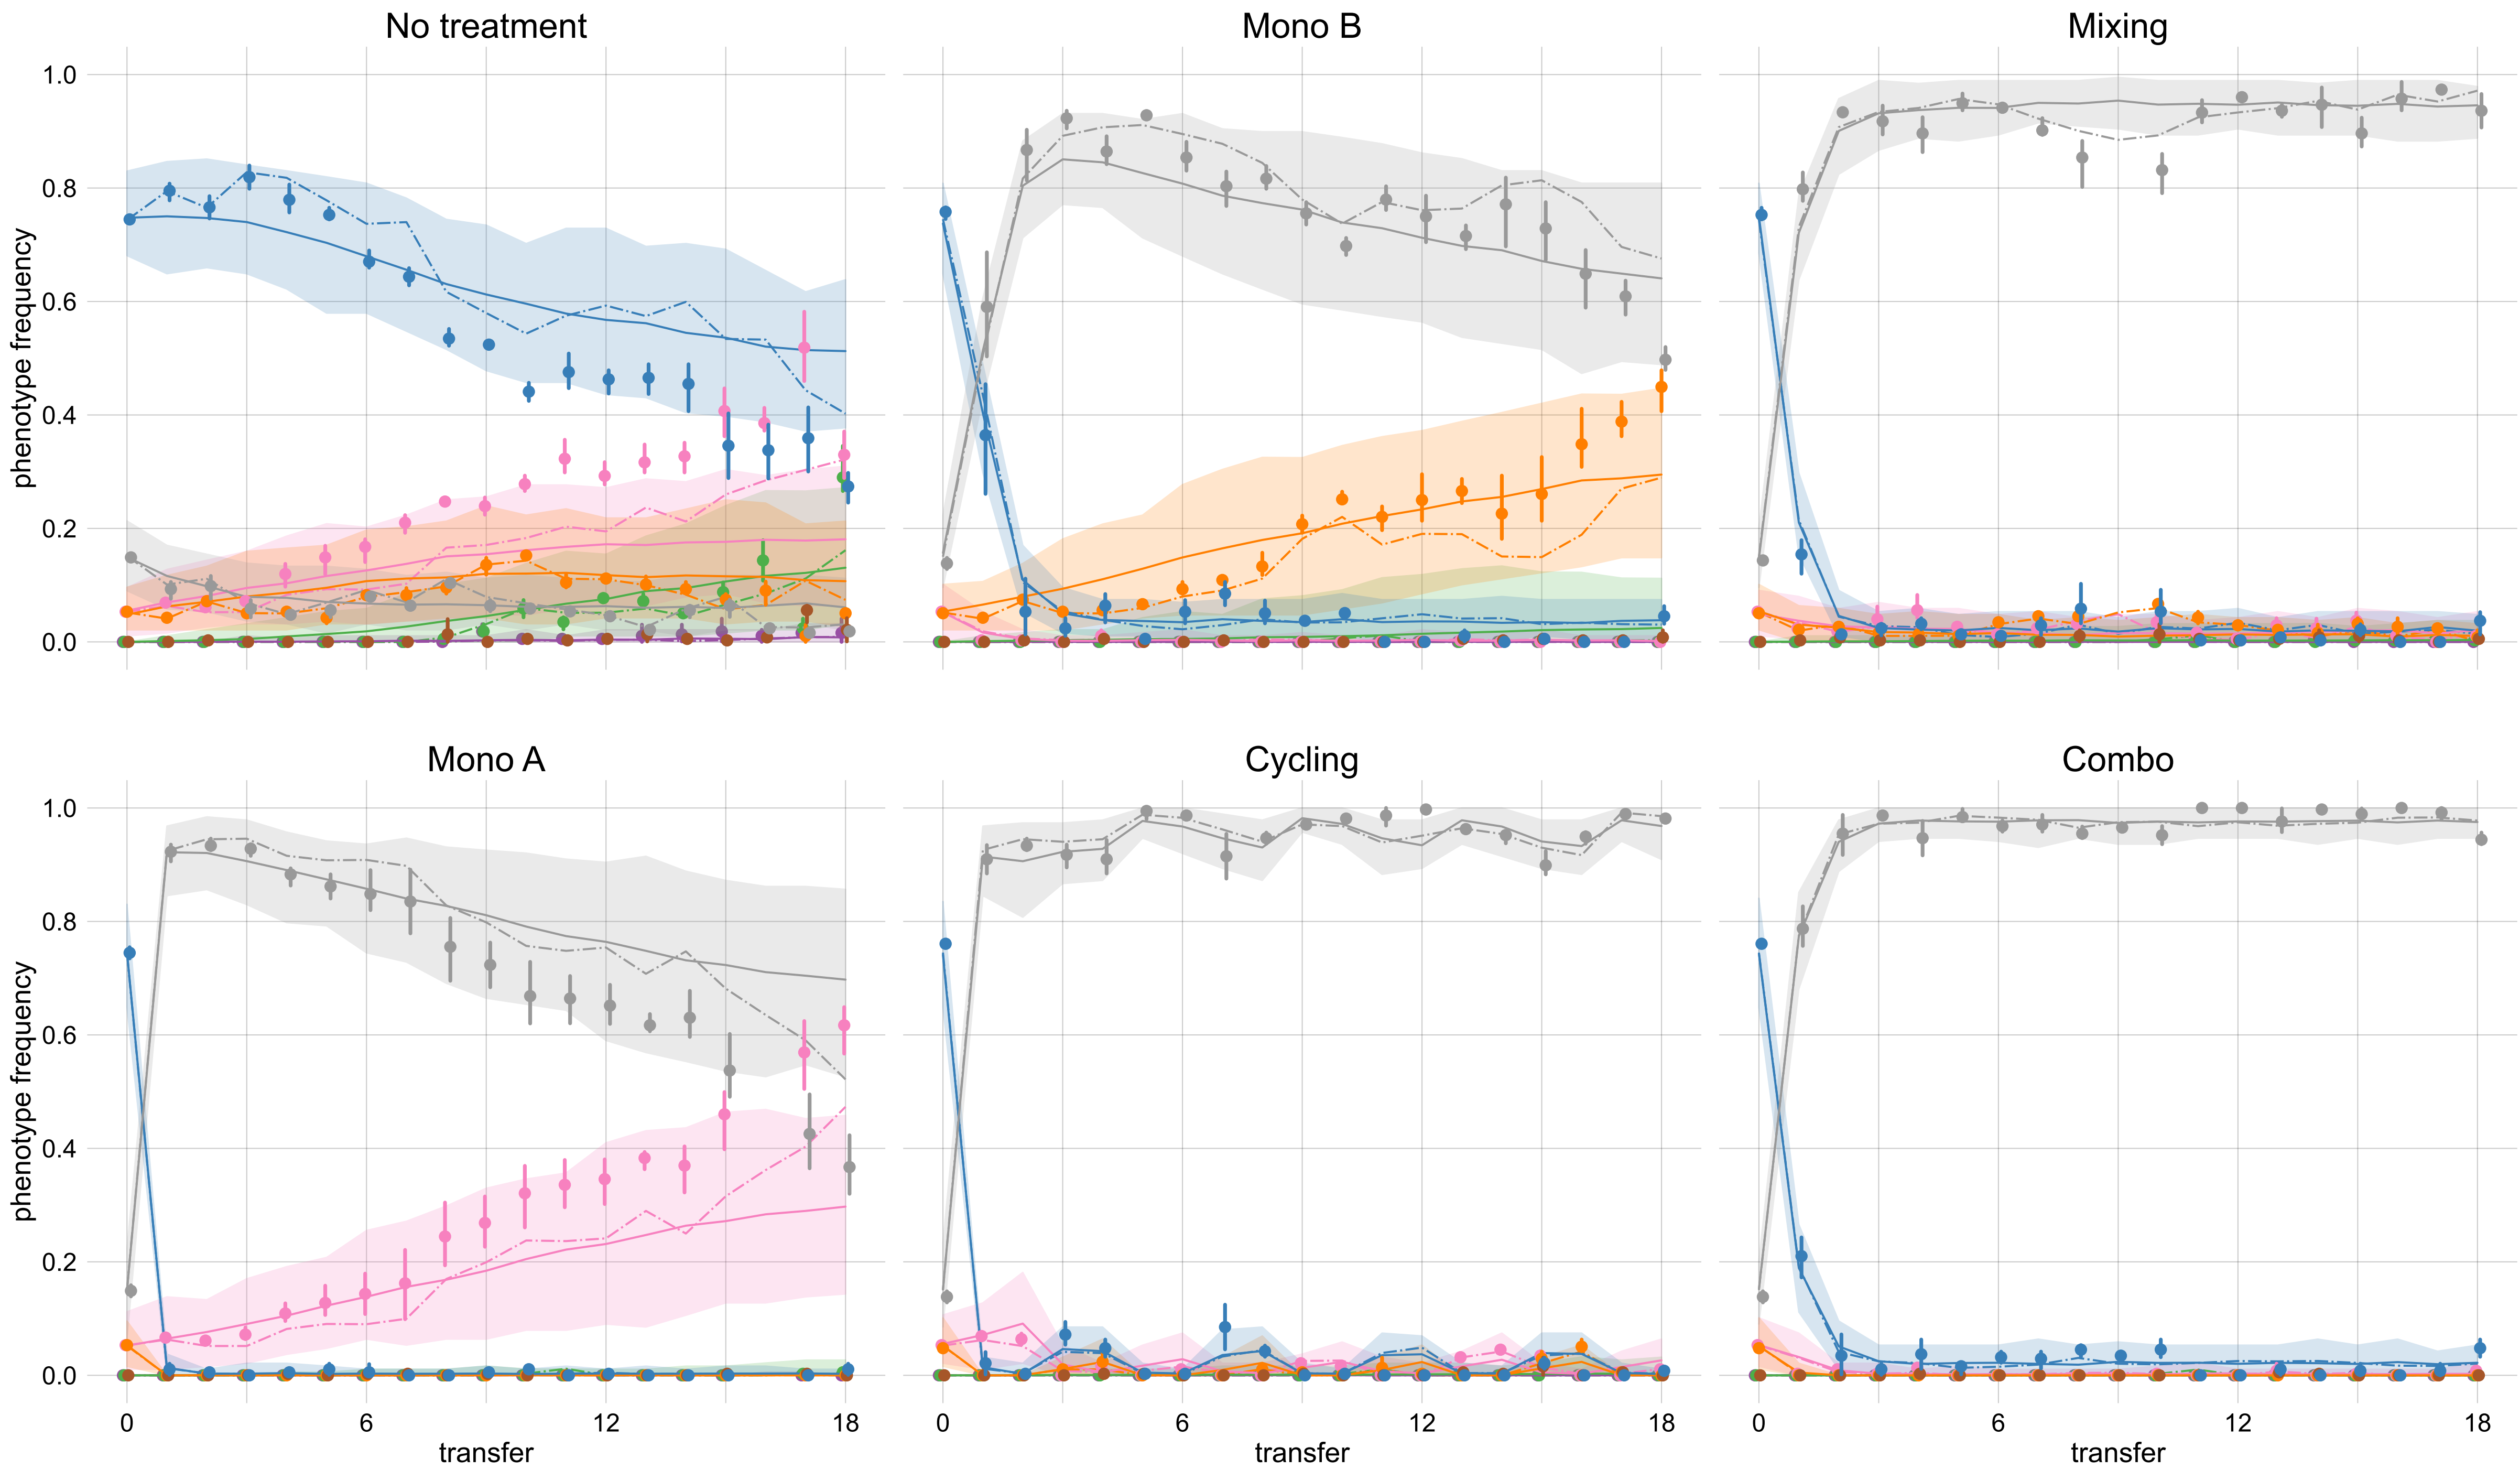 No treatment
Mono B
Mixing
1.0
0.8
0.6
0.4
0.2
0.0
phenotype frequency
Mono A
Cycling
Combo
1.0
0.8
0.6
0.4
0.2
0.0
phenotype frequency
0 6 12 18
0 6 12 18
0 6 12 18
transfer
transfer
transfer